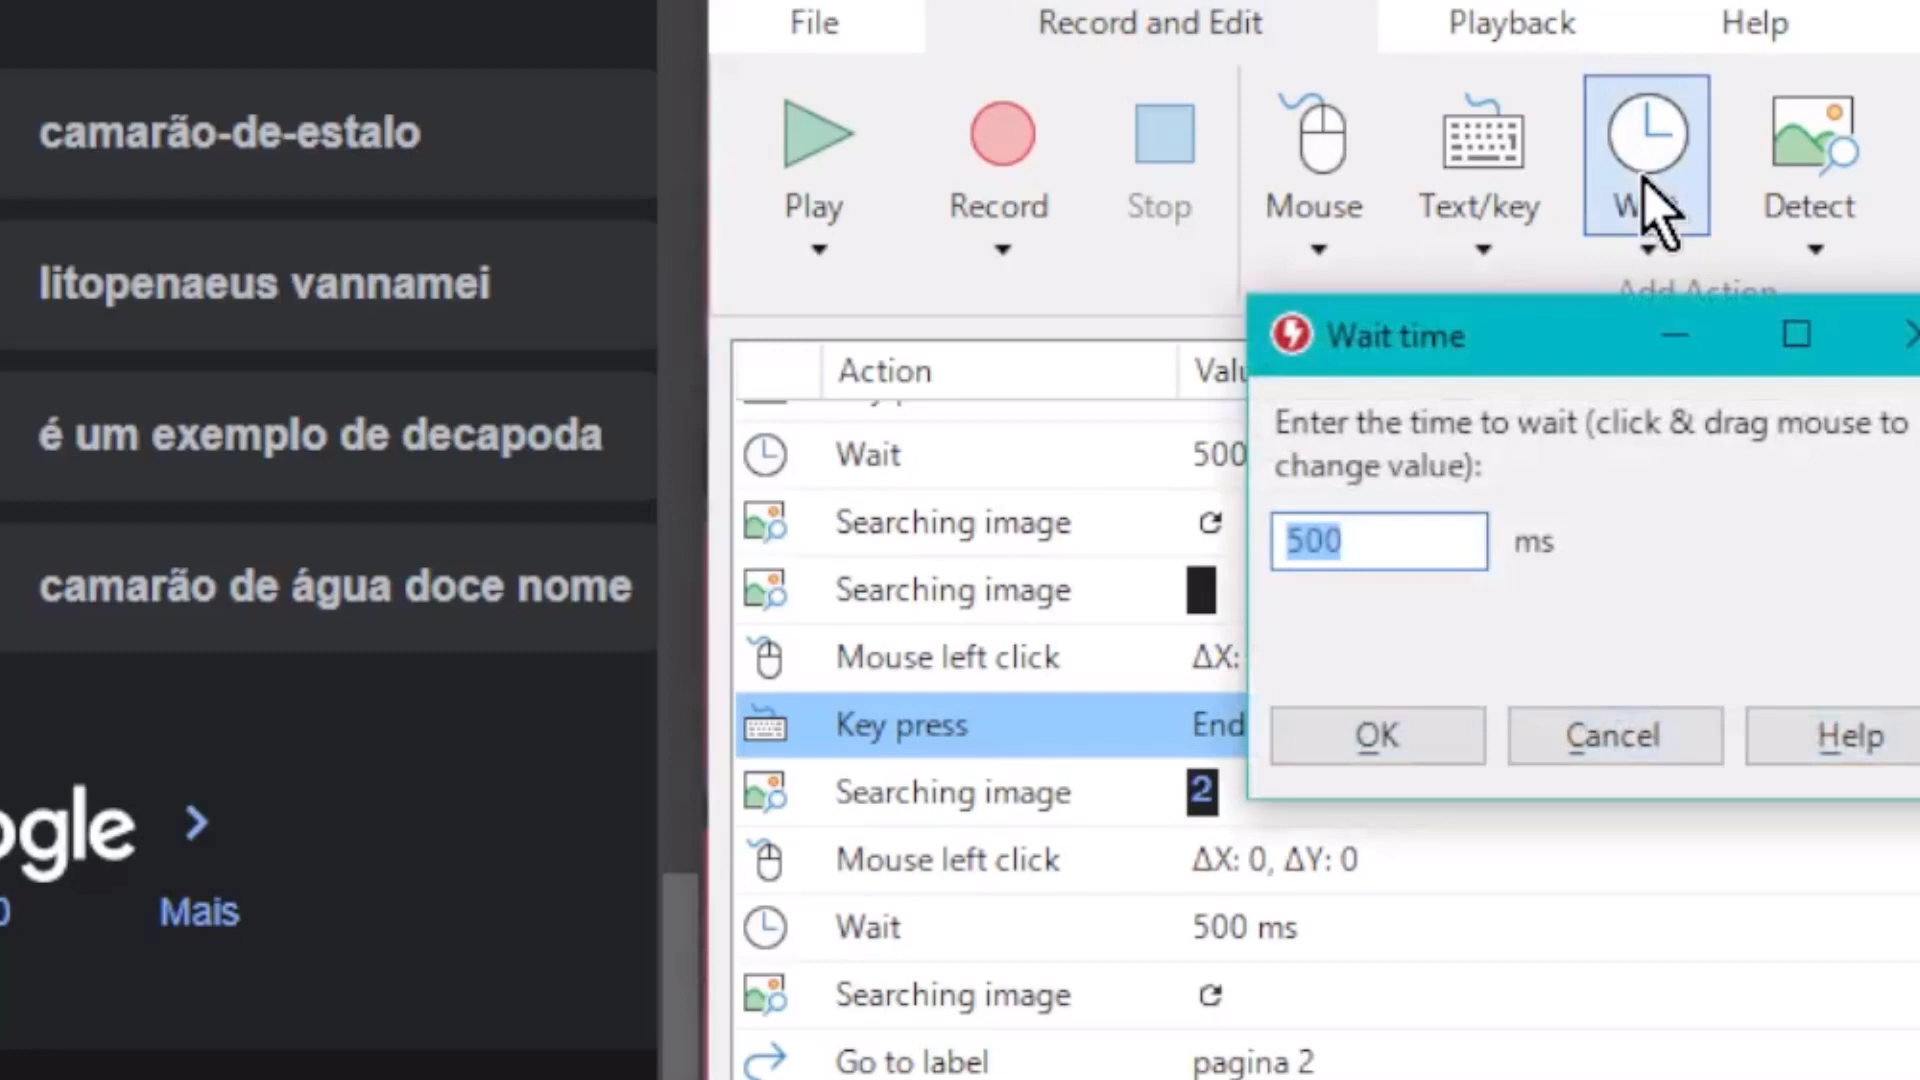 camarão-de-estalo
litopenaeus vannamei
é um exemplo de decapoda
camarão de água doce nome
ogle
Mais
File Record and Edit Playback Help
Play Record Stop Mouse Text/key Detect
Add Action
Action
Wait 500
Searching image
Searching image
Mouse left click ΔX:
Key press End
Searching image 2
Mouse left click ΔX: 0, ΔY: 0
Wait 500 ms
Searching image
Go to label pagina 2
Wait time
Enter the time to wait (click & drag mouse to
change value):
500 ms
OK Cancel Help